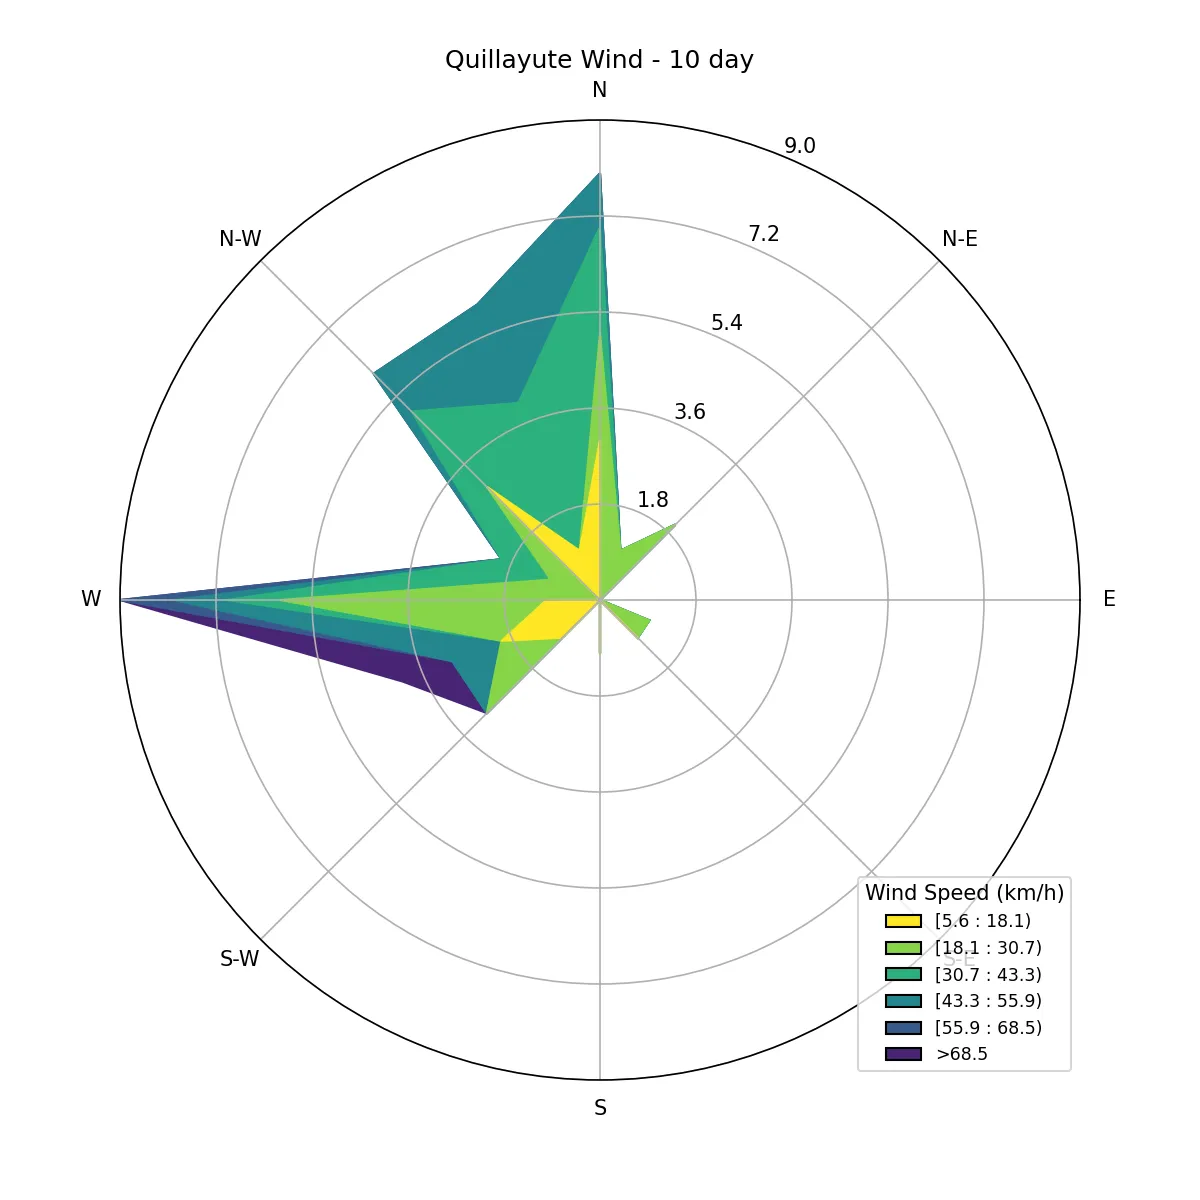 Quillayute Wind - 10 day
N
9.0
N-W
N-E
7.2
5.4
3.6
1.8
W
E
Wind Speed (km/h)
[5.6 : 18.1)
[18.1 : 30.7)
S-W
S-E
[30.7 : 43.3)
[43.3 : 55.9)
[55.9 : 68.5)
>68.5
S